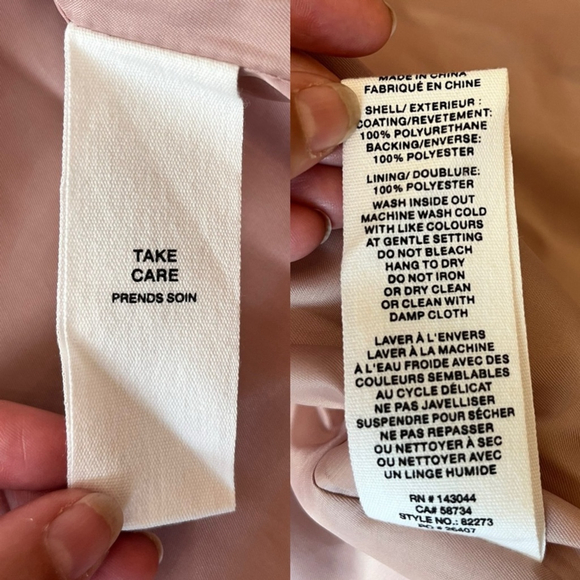 TAKE
CARE
PRENDS SOIN
MADE IN CHINA
FABRIQUÉ EN CHINE
SHELL/ EXTERIEUR :
COATING/REVETEMENT:
100% POLYURETHANE
BACKING/ENVERSE:
100% POLYESTER
LINING/ DOUBLURE:
100% POLYESTER
WASH INSIDE OUT
MACHINE WASH COLD
WITH LIKE COLOURS
AT GENTLE SETTING
DO NOT BLEACH
HANG TO DRY
DO NOT IRON
OR DRY CLEAN
OR CLEAN WITH
DAMP CLOTH
LAVER À L'ENVERS
LAVER À LA MACHINE
À L'EAU FROIDE AVEC DES
COULEURS SEMBLABLES
AU CYCLE DÉLICAT
NE PAS JAVELLISER
SUSPENDRE POUR SÉCHER
NE PAS REPASSER
OU NETTOYER À SEC
OU NETTOYER AVEC
UN LINGE HUMIDE
RN # 143044
CA# 58734
STYLE NO.: 82273
PO # 26407